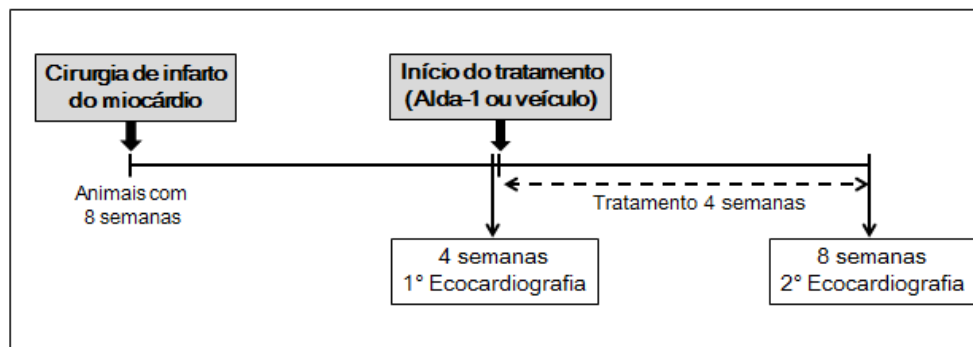 Cirurgia de infarto
do miocárdio
Início do tratamento
(Alda-1 ou veículo)
Animais com
8 semanas
Tratamento 4 semanas
4 semanas
1° Ecocardiografia
8 semanas
2° Ecocardiografia